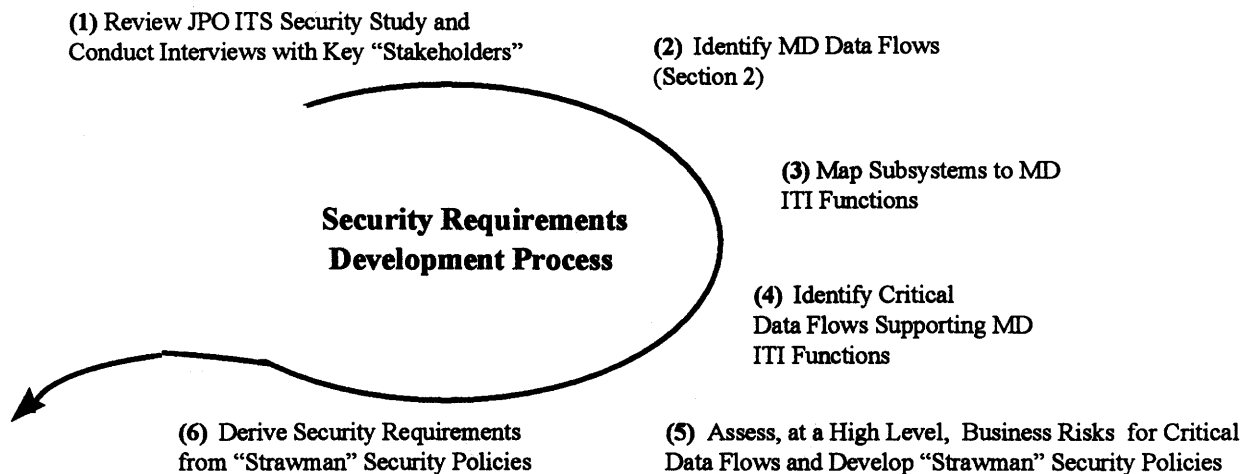 (1) Review JPO ITS Security Study and
Conduct Interviews with Key “Stakeholders”
(2) Identify MD Data Flows
(Section 2)
(3) Map Subsystems to MD
ITI Functions
Security Requirements
Development Process
(4) Identify Critical
Data Flows Supporting MD
ITI Functions
(5) Assess, at a High Level, Business Risks for Critical
Data Flows and Develop “Strawman” Security Policies
(6) Derive Security Requirements
from “Strawman” Security Policies